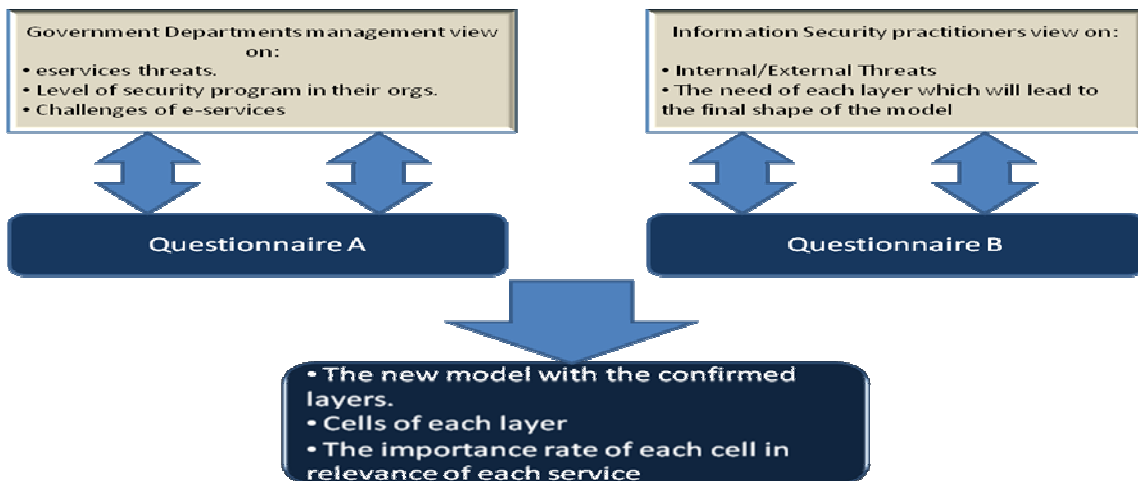 Government Departments management view
on:
• eservices threats.
• Level of security program in their orgs.
• Challenges of e-services
Information Security practitioners view on:
• Internal/External Threats
• The need of each layer which will lead to
the final shape of the model
Questionnaire A
Questionnaire B
• The new model with the confirmed
layers.
• Cells of each layer
• The importance rate of each cell in
relevance of each service